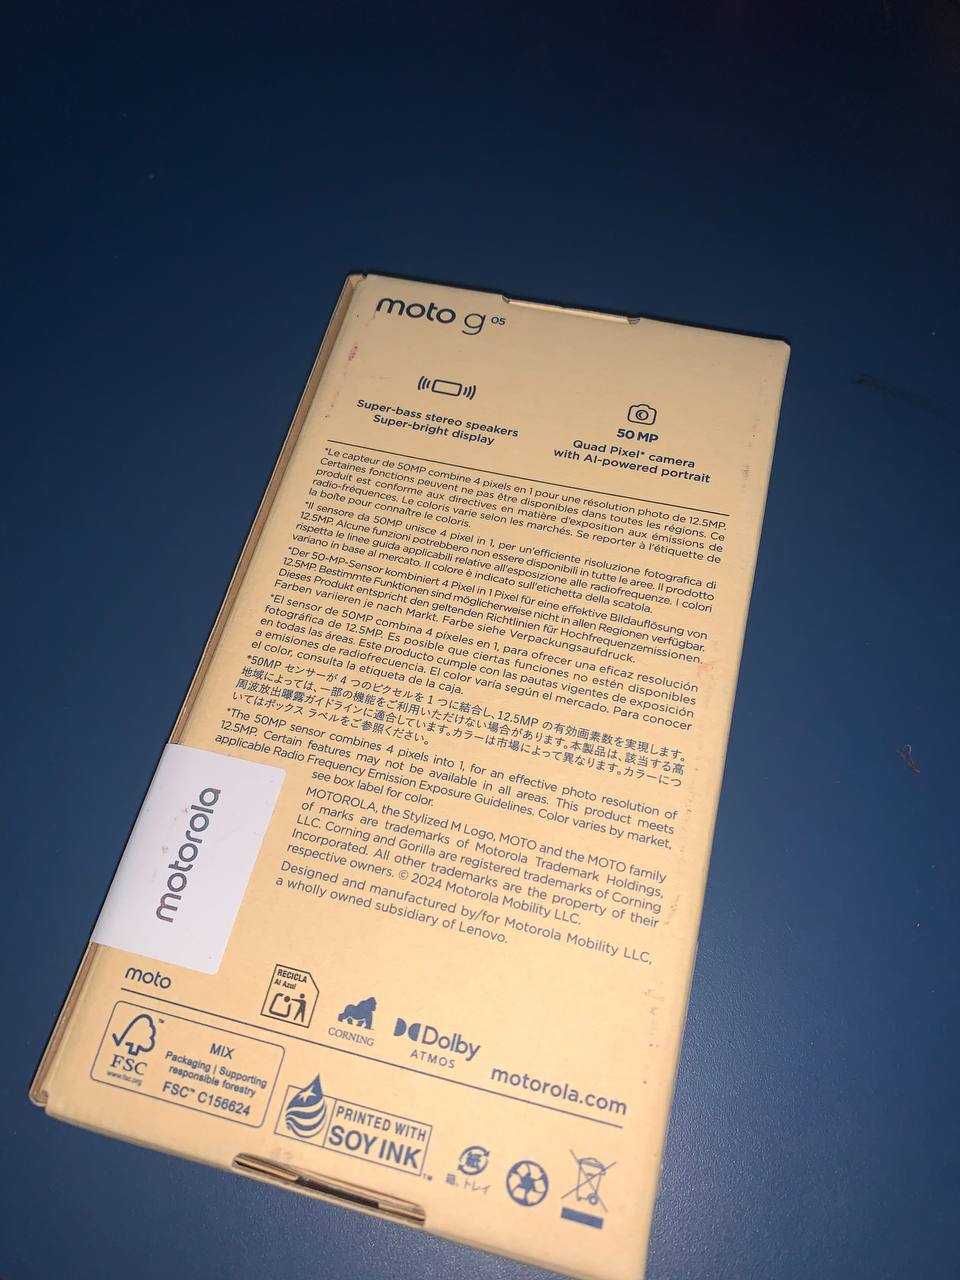 moto g 05
Super-bass stereo speakers
Super-bright display
50 MP
Quad Pixel* camera
with AI-powered portrait
*Le capteur de 50MP combine 4 pixels en 1 pour une résolution photo de 12.5MP.
Certaines fonctions peuvent ne pas être disponibles dans toutes les régions. Ce
produit est conforme aux directives en matière d'exposition aux émissions de
radio-fréquences. Le coloris varie selon les marchés. Se reporter à l'étiquette de
la boîte pour connaître le coloris.
*Il sensore da 50MP unisce 4 pixel in 1, per un'efficiente risoluzione fotografica di
12.5MP. Alcune funzioni potrebbero non essere disponibili in tutte le aree. Il prodotto
rispetta le linee guida applicabili relative all'esposizione alle radiofrequenze. I colori
variano in base al mercato. Il colore è indicato sull'etichetta della scatola.
*Der 50-MP-Sensor kombiniert 4 Pixel in 1 Pixel für eine effektive Bildauflösung von
12.5MP. Bestimmte Funktionen sind möglicherweise nicht in allen Regionen verfügbar.
Dieses Produkt entspricht den geltenden Richtlinien für Hochfrequenzemissionen.
Farben variieren je nach Markt. Farbe siehe Verpackungsaufdruck.
*El sensor de 50MP combina 4 píxeles en 1, para ofrecer una eficaz resolución
fotográfica de 12.5MP. Es posible que ciertas funciones no estén disponibles
en todas las áreas. Este producto cumple con las pautas vigentes de exposición
a emisiones de radiofrecuencia. El color varía según el mercado. Para conocer
el color, consulta la etiqueta de la caja.
*50MP センサーが 4 つのピクセルを 1 つに結合し、12.5MP の有効画素数を実現します。
地域によっては、一部の機能をご利用いただけない場合があります。本製品は、該当する高
周波放出曝露ガイドラインに適合しています。カラーは市場によって異なります。カラーにつ
いてはボックス ラベルをご参照ください。
*The 50MP sensor combines 4 pixels into 1, for an effective photo resolution of
12.5MP. Certain features may not be available in all areas. This product meets
applicable Radio Frequency Emission Exposure Guidelines. Color varies by market,
see box label for color.
MOTOROLA, the Stylized M Logo, MOTO and the MOTO family
of marks are trademarks of Motorola Trademark Holdings,
LLC. Corning and Gorilla are registered trademarks of Corning
Incorporated. All other trademarks are the property of their
respective owners. © 2024 Motorola Mobility LLC.
Designed and manufactured by/for Motorola Mobility LLC,
a wholly owned subsidiary of Lenovo.
motorola
moto
RECICLA
Al Azul
CORNING
Dolby
ATMOS
motorola.com
FSC™
www.fsc.org
MIX
Packaging | Supporting
responsible forestry
FSC™ C156624
PRINTED WITH
SOY INK™
紙
箱、トレイ